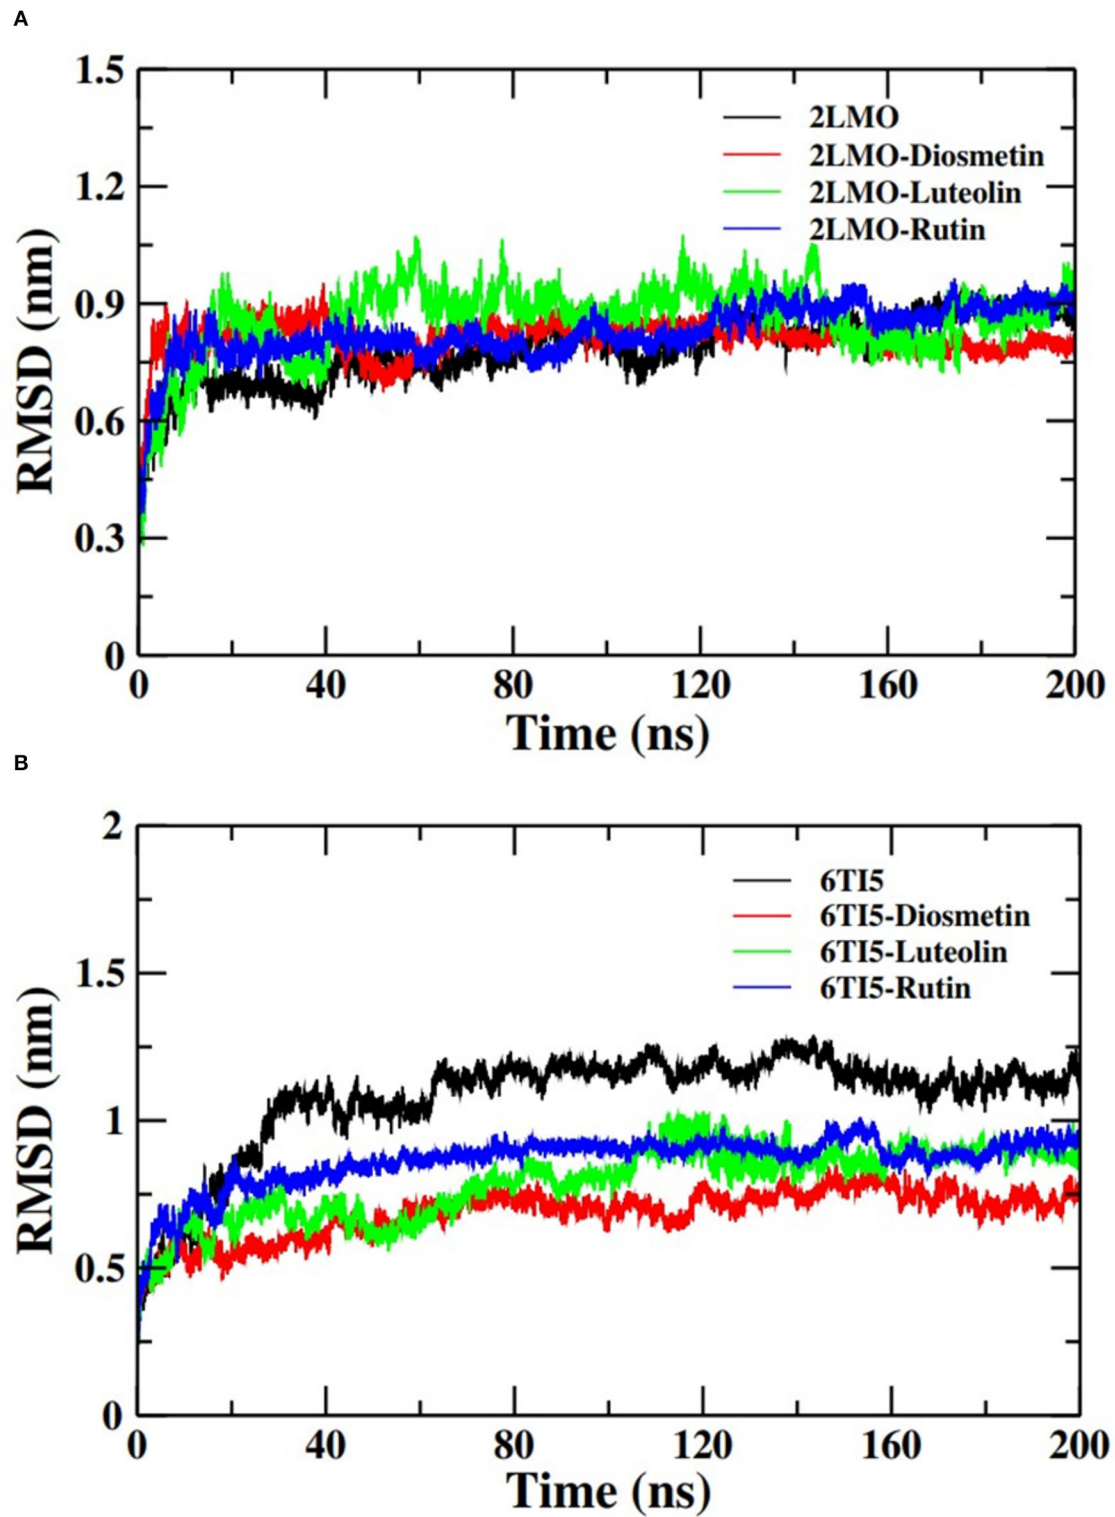 A
1.5
1.2
0.9
0.6
0.3
0
RMSD (nm)
2LMO
2LMO-Diosmetin
2LMO-Luteolin
2LMO-Rutin
0 40 80 120 160 200
Time (ns)
B
2
1.5
1
0.5
0
RMSD (nm)
6TI5
6TI5-Diosmetin
6TI5-Luteolin
6TI5-Rutin
0 40 80 120 160 200
Time (ns)